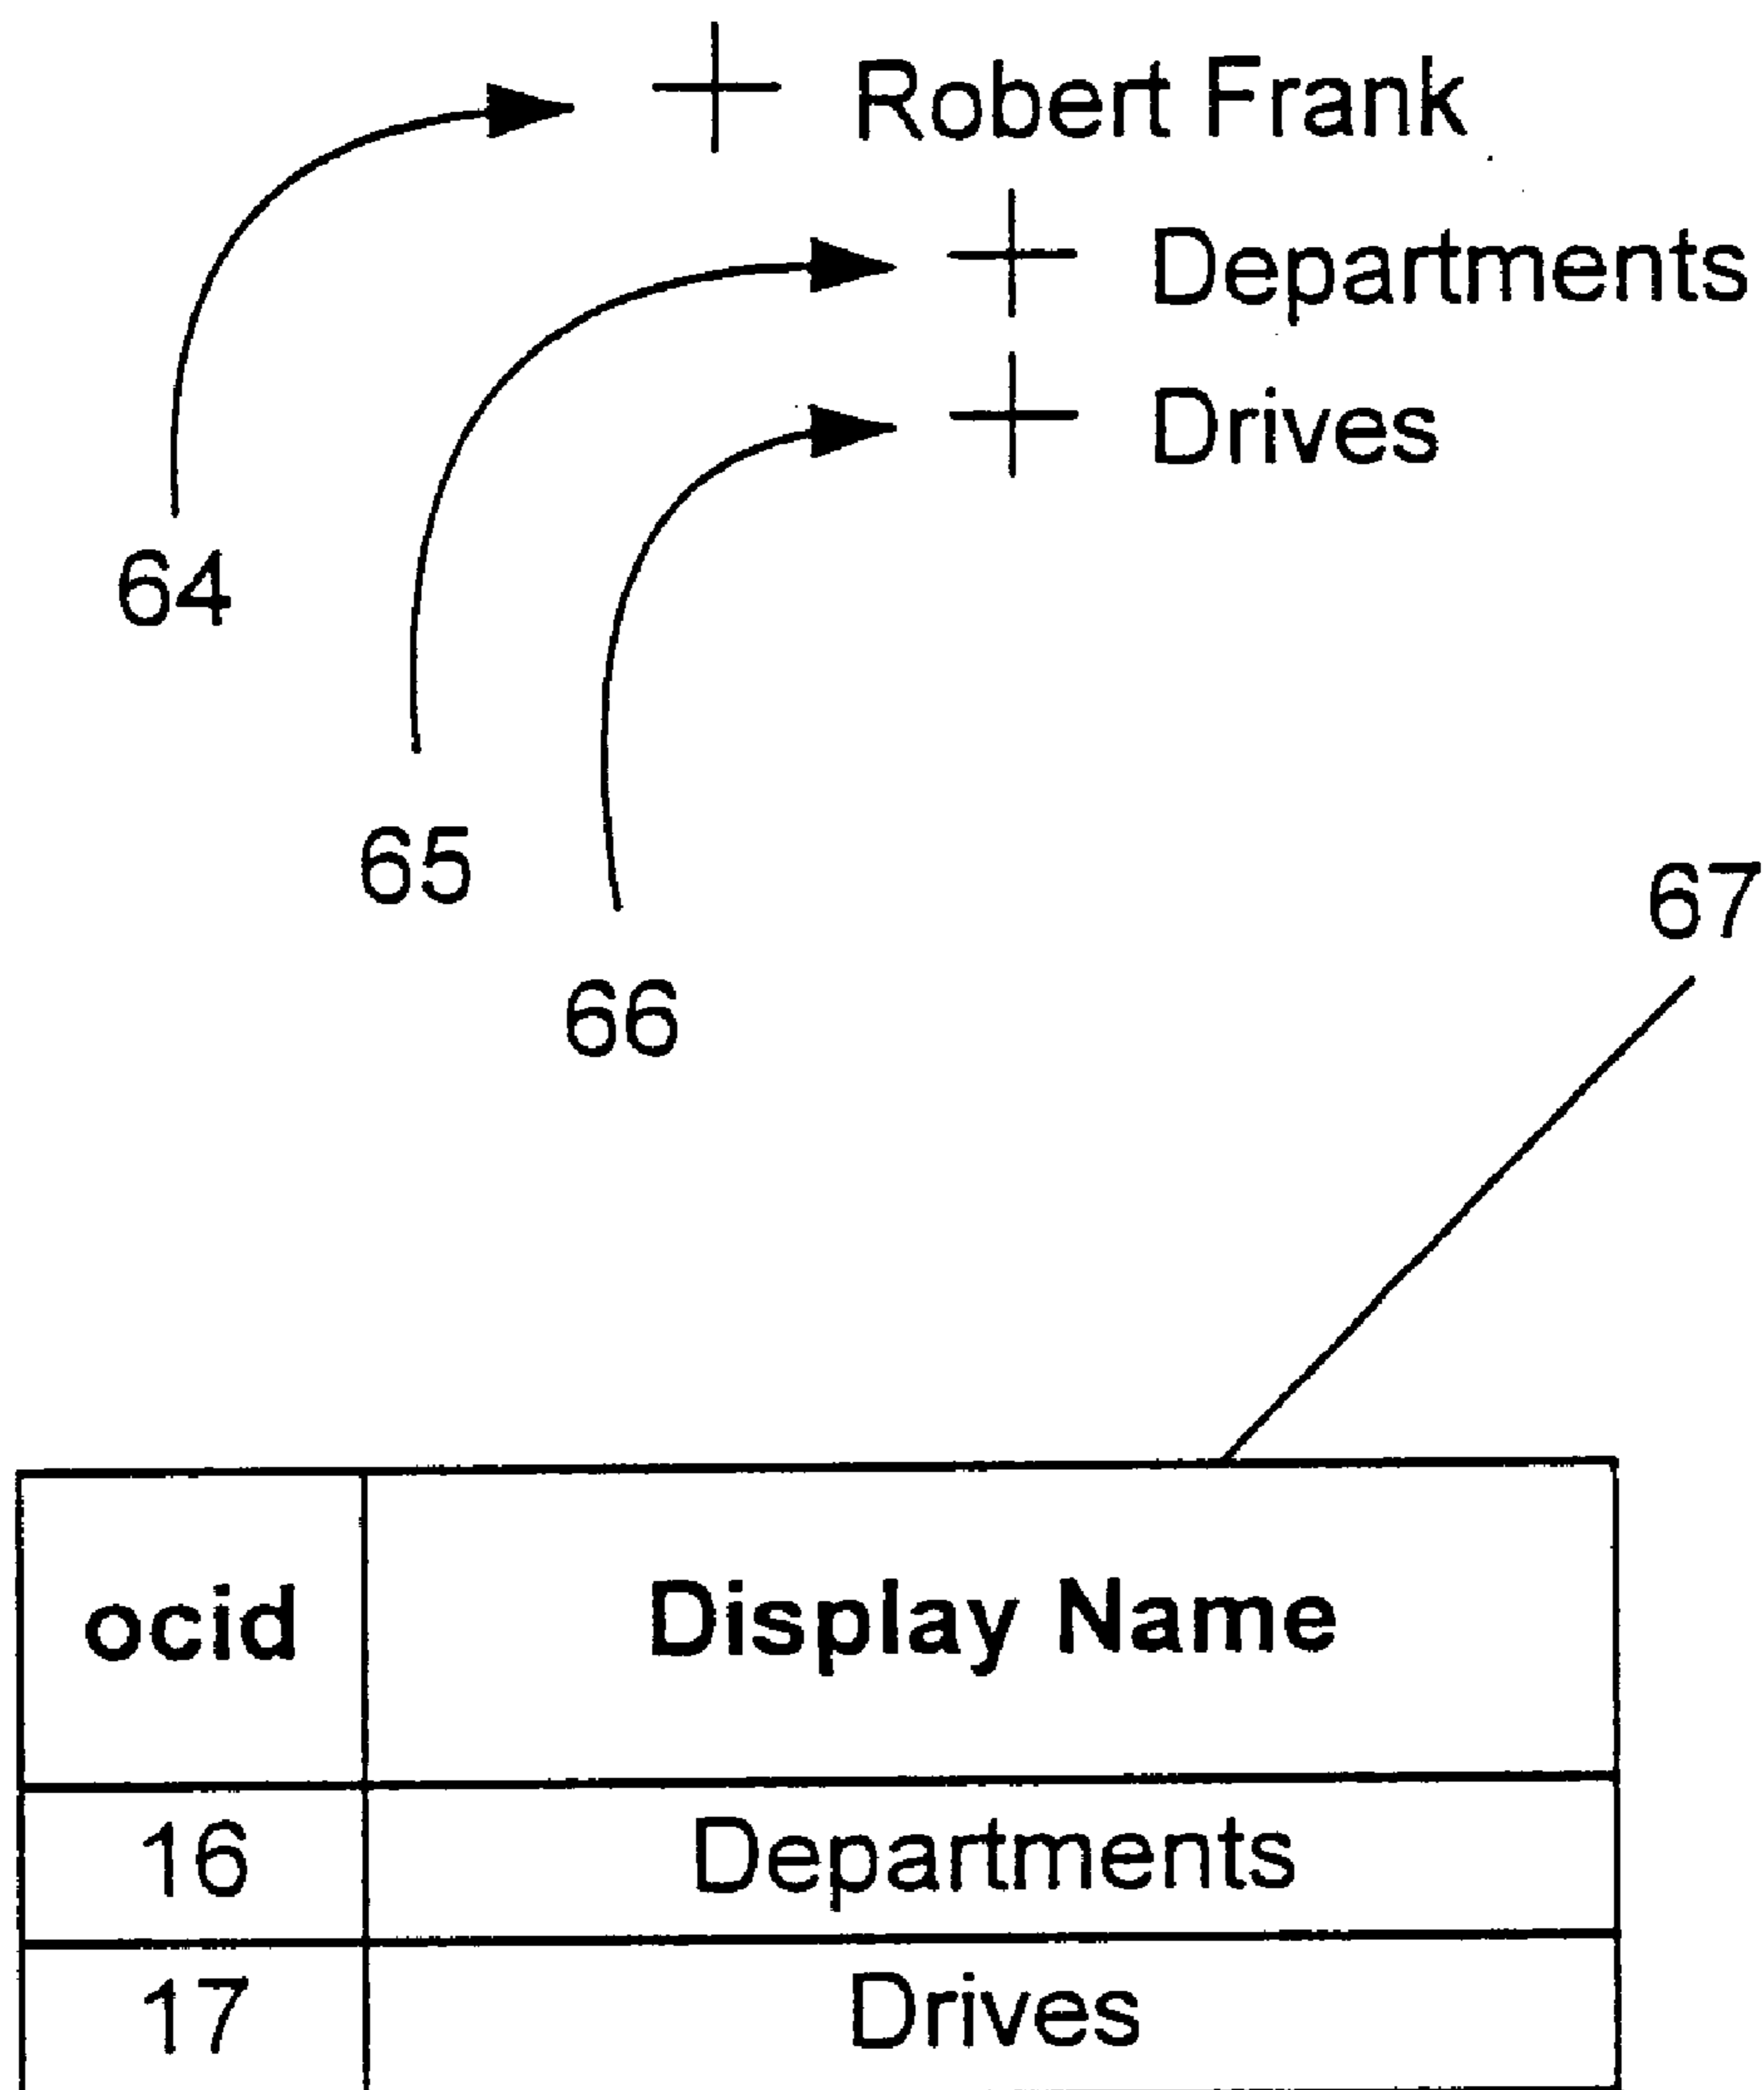 Robert Frank
Departments
Drives
64
65
67
66
ocid Display Name
16 Departments
17 Drives